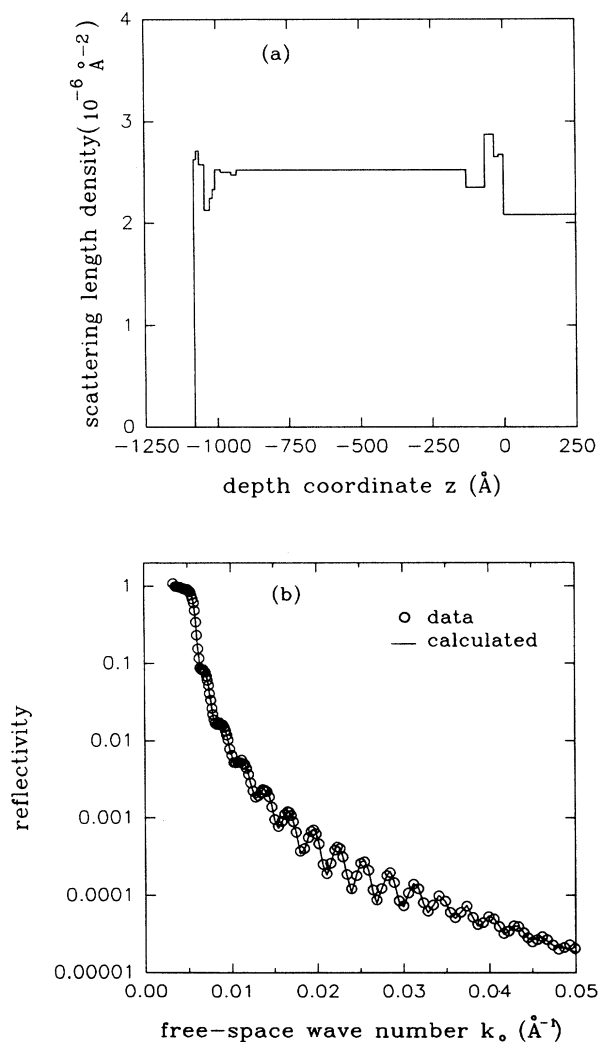 (a)
scattering length density(10⁻⁶ Å⁻²)
4
3
2
1
0
−1250 −1000 −750 −500 −250 0 250
depth coordinate z (Å)
(b)
○ data
— calculated
reflectivity
1
0.1
0.01
0.001
0.0001
0.00001
0.00 0.01 0.02 0.03 0.04 0.05
free−space wave number k₀ (Å⁻¹)